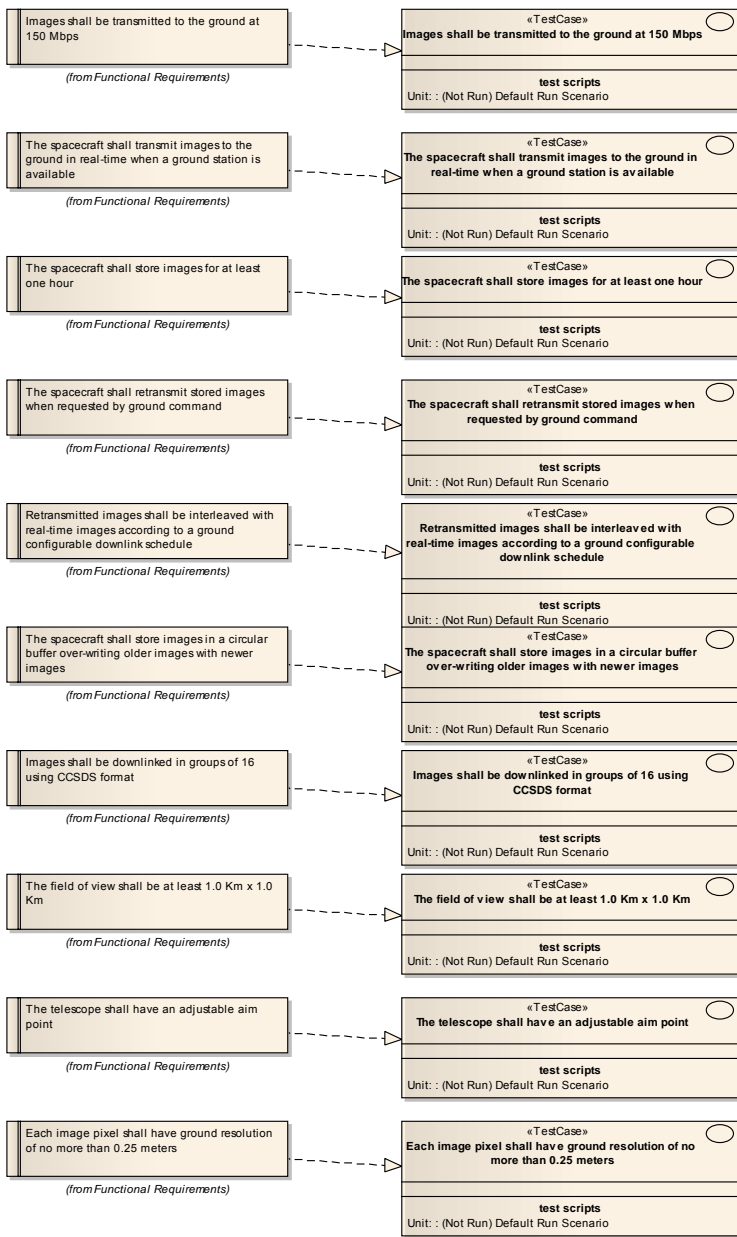 Images shall be transmitted to the ground at
150 Mbps
(from Functional Requirements)
«TestCase»
Images shall be transmitted to the ground at 150 Mbps
test scripts
Unit: : (Not Run) Default Run Scenario
The spacecraft shall transmit images to the
ground in real-time when a ground station is
available
(from Functional Requirements)
«TestCase»
The spacecraft shall transmit images to the ground in
real-time when a ground station is available
test scripts
Unit: : (Not Run) Default Run Scenario
The spacecraft shall store images for at least
one hour
(from Functional Requirements)
«TestCase»
The spacecraft shall store images for at least one hour
test scripts
Unit: : (Not Run) Default Run Scenario
The spacecraft shall retransmit stored images
when requested by ground command
(from Functional Requirements)
«TestCase»
The spacecraft shall retransmit stored images when
requested by ground command
test scripts
Unit: : (Not Run) Default Run Scenario
Retransmitted images shall be interleaved with
real-time images according to a ground
configurable downlink schedule
(from Functional Requirements)
«TestCase»
Retransmitted images shall be interleaved with
real-time images according to a ground configurable
downlink schedule
test scripts
Unit: : (Not Run) Default Run Scenario
The spacecraft shall store images in a circular
buffer over-writing older images with newer
images
(from Functional Requirements)
«TestCase»
The spacecraft shall store images in a circular buffer
over-writing older images with newer images
test scripts
Unit: : (Not Run) Default Run Scenario
Images shall be downlinked in groups of 16
using CCSDS format
(from Functional Requirements)
«TestCase»
Images shall be downlinked in groups of 16 using
CCSDS format
test scripts
Unit: : (Not Run) Default Run Scenario
The field of view shall be at least 1.0 Km x 1.0
Km
(from Functional Requirements)
«TestCase»
The field of view shall be at least 1.0 Km x 1.0 Km
test scripts
Unit: : (Not Run) Default Run Scenario
The telescope shall have an adjustable aim
point
(from Functional Requirements)
«TestCase»
The telescope shall have an adjustable aim point
test scripts
Unit: : (Not Run) Default Run Scenario
Each image pixel shall have ground resolution
of no more than 0.25 meters
(from Functional Requirements)
«TestCase»
Each image pixel shall have ground resolution of no
more than 0.25 meters
test scripts
Unit: : (Not Run) Default Run Scenario